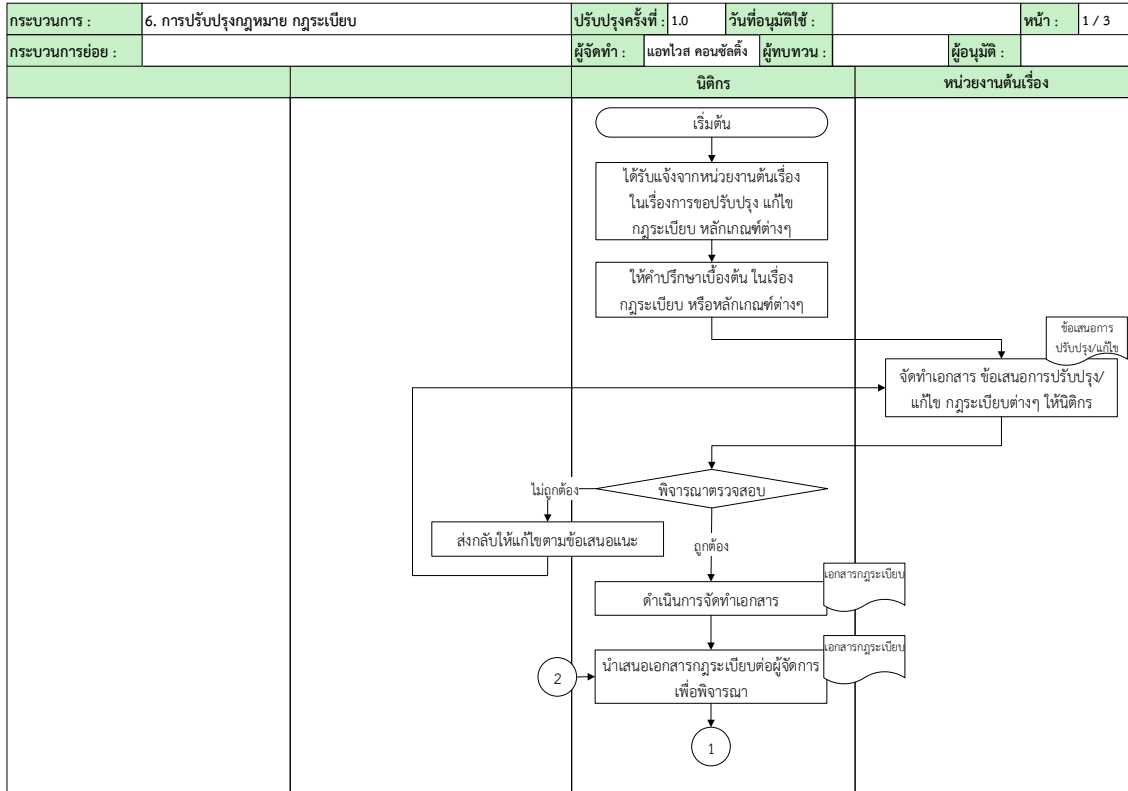 กระบวนการ : 6. การปรับปรุงกฎหมาย กฎระเบียบ ปรับปรุงครั้งที่ : 1.0 วันที่อนุมัติใช้ : หน้า : 1 / 3
กระบวนการย่อย : ผู้จัดทำ : แอทไวส คอนซัลติ้ง ผู้ทบทวน : ผู้อนุมัติ :
นิติกร หน่วยงานต้นเรื่อง
เริ่มต้น
ได้รับแจ้งจากหน่วยงานต้นเรื่อง
ในเรื่องการขอปรับปรุง แก้ไข
กฎระเบียบ หลักเกณฑ์ต่างๆ
ให้คำปรึกษาเบื้องต้น ในเรื่อง
กฎระเบียบ หรือหลักเกณฑ์ต่างๆ
ข้อเสนอการ
ปรับปรุง/แก้ไข
จัดทำเอกสาร ข้อเสนอการปรับปรุง/
แก้ไข กฎระเบียบต่างๆ ให้นิติกร
พิจารณาตรวจสอบ
ไม่ถูกต้อง
ส่งกลับให้แก้ไขตามข้อเสนอแนะ
ถูกต้อง
เอกสารกฎระเบียบ
ดำเนินการจัดทำเอกสาร
เอกสารกฎระเบียบ
นำเสนอเอกสารกฎระเบียบต่อผู้จัดการ
เพื่อพิจารณา
2
1